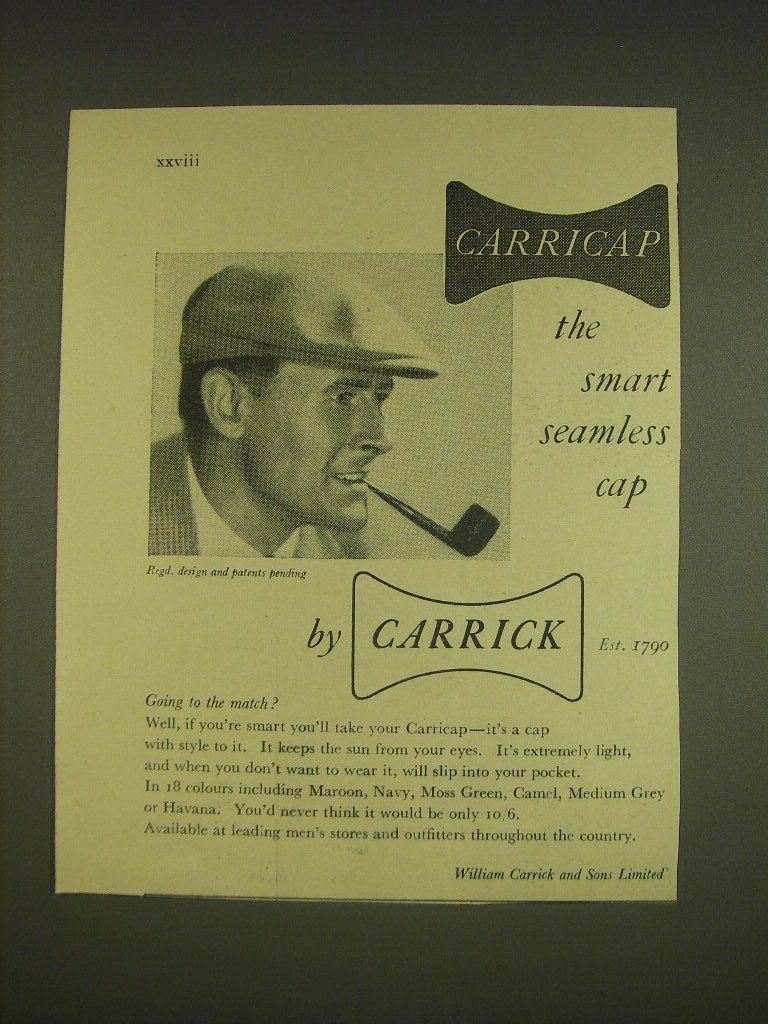 xxviii
CARRICAP
the
smart
seamless
cap
Regd. design and patents pending
by CARRICK Est. 1790
Going to the match?
Well, if you're smart you'll take your Carricap—it's a cap
with style to it. It keeps the sun from your eyes. It's extremely light,
and when you don't want to wear it, will slip into your pocket.
In 18 colours including Maroon, Navy, Moss Green, Camel, Medium Grey
or Havana. You'd never think it would be only 10/6.
Available at leading men's stores and outfitters throughout the country.
William Carrick and Sons Limited